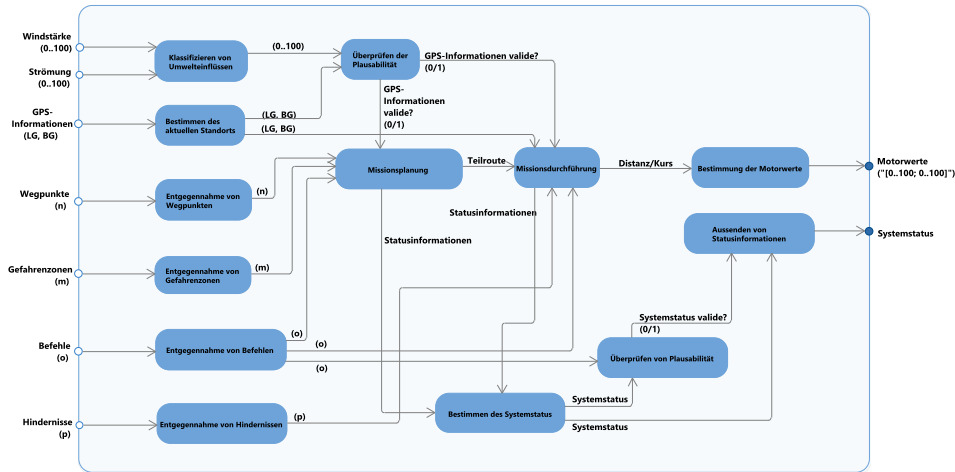 Windstärke
(0..100)
Strömung
(0..100)
GPS-
Informationen
(LG, BG)
Wegpunkte
(n)
Gefahrenzonen
(m)
Befehle
(o)
Hindernisse
(p)
Klassifizieren von
Umwelteinflüssen
(0..100)
Überprüfen der
Plausabilität
GPS-Informationen valide?
(0/1)
GPS-
Informationen
valide?
(0/1)
Bestimmen des
aktuellen Standorts
(LG, BG)
(LG, BG)
Missionsplanung
Teilroute
Missionsdurchführung
Distanz/Kurs
Bestimmung der Motorwerte
Motorwerte
("[0..100; 0..100]")
Entgegennahme von
Wegpunkten
(n)
Statusinformationen
Statusinformationen
Aussenden von
Statusinformationen
Systemstatus
Entgegennahme von
Gefahrenzonen
(m)
Entgegennahme von Befehlen
(o)
(o)
(o)
Systemstatus valide?
(0/1)
Überprüfen von Plausabilität
Entgegennahme von Hindernissen
(p)
Bestimmen des Systemstatus
Systemstatus
Systemstatus